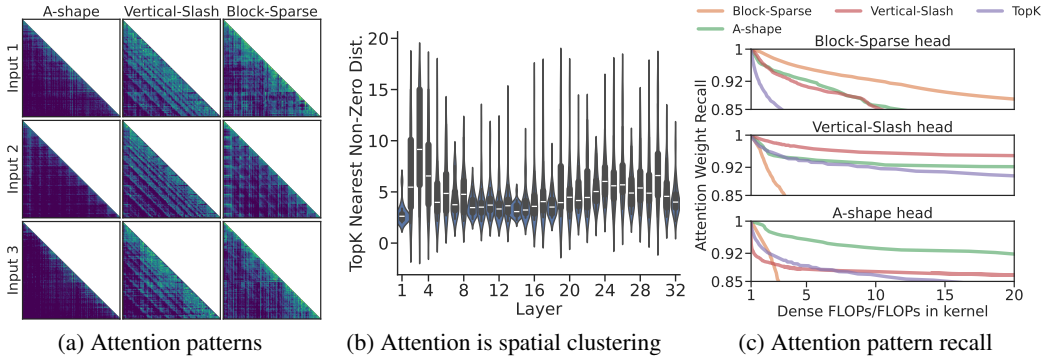 A-shape Vertical-Slash Block-Sparse
Input 1
Input 2
Input 3
(a) Attention patterns
TopK Nearest Non-Zero Dist.
20
15
10
5
0
1 4 8 12 16 20 24 28 32
Layer
(b) Attention is spatial clustering
Block-Sparse Vertical-Slash TopK
A-shape
Attention Weight Recall
Block-Sparse head
1
0.92
0.85
Vertical-Slash head
1
0.92
0.85
A-shape head
1
0.92
0.85
1 5 10 15 20
Dense FLOPs/FLOPs in kernel
(c) Attention pattern recall